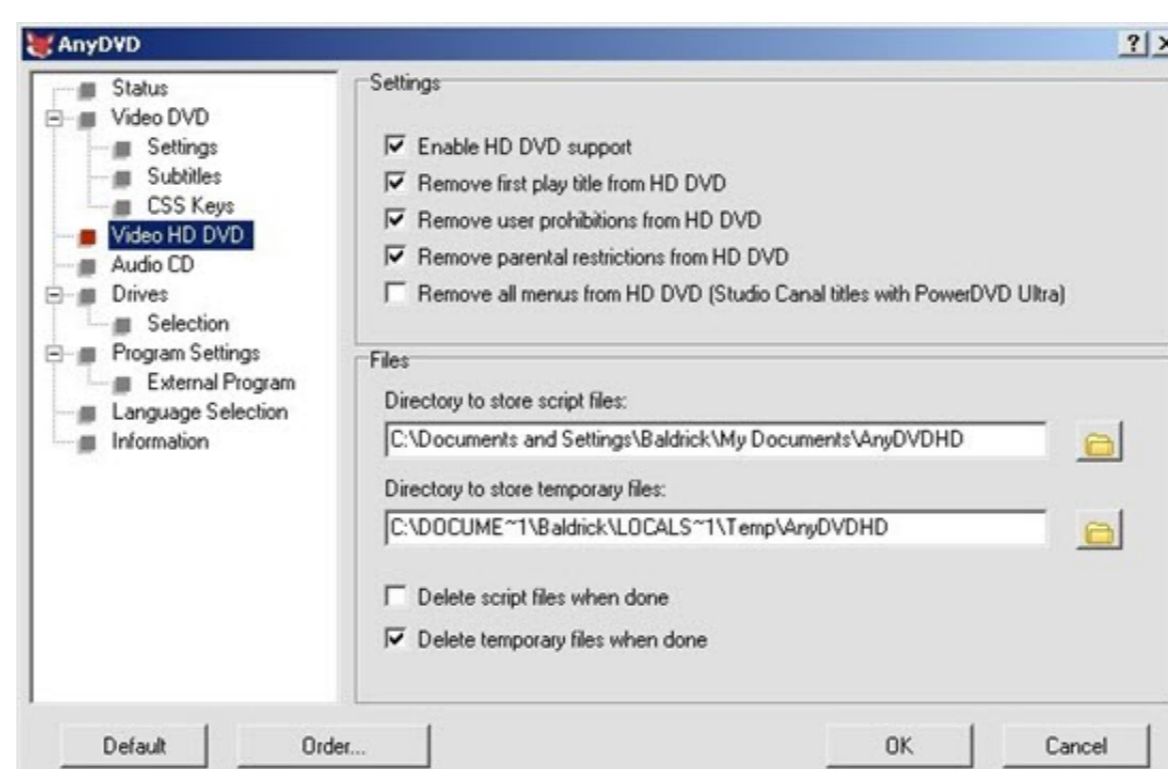 AnyDVD
Status
Video DVD
Settings
Subtitles
CSS Keys
Video HD DVD
Audio CD
Drives
Selection
Program Settings
External Program
Language Selection
Information
Settings
Enable HD DVD support
Remove first play title from HD DVD
Remove user prohibitions from HD DVD
Remove parental restrictions from HD DVD
Remove all menus from HD DVD (Studio Canal titles with PowerDVD Ultra)
Files
Directory to store script files:
C:\Documents and Settings\Baldrick\My Documents\AnyDVDHD
Directory to store temporary files:
C:\DOCUME~1\Baldrick\LOCALS~1\Temp\AnyDVDHD
Delete script files when done
Delete temporary files when done
Default
Order...
OK
Cancel